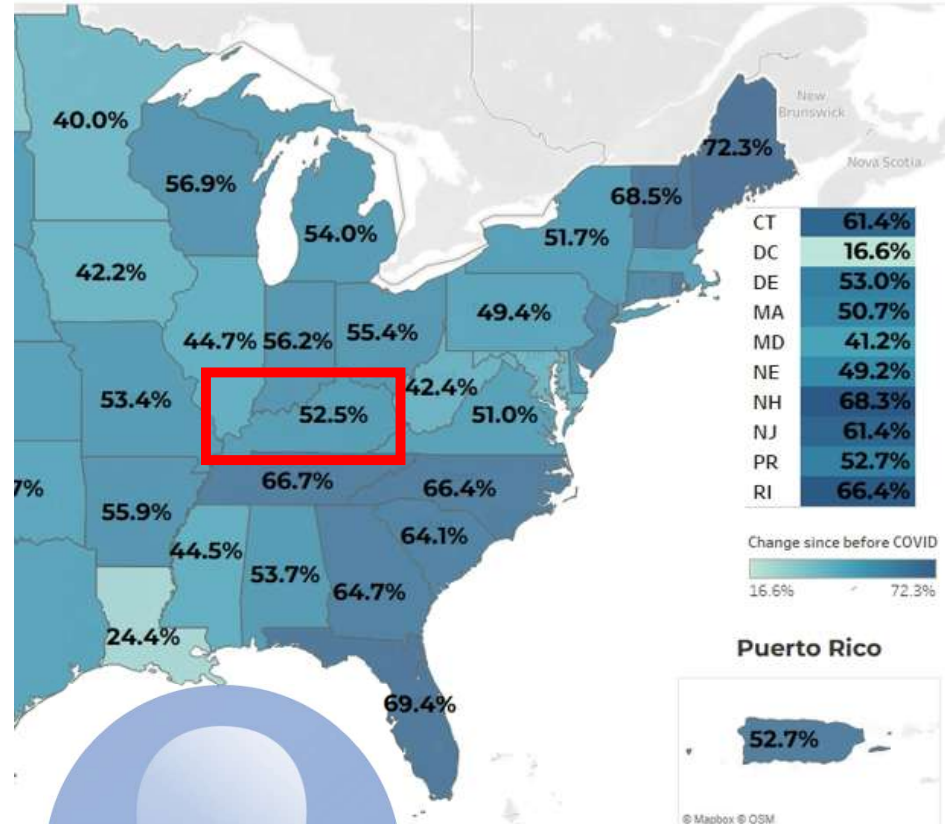 40.0%
New
Brunswick
72.3%
Nova Scotia
56.9%
68.5%
54.0%
51.7%
CT 61.4%
DC 16.6%
DE 53.0%
MA 50.7%
MD 41.2%
NE 49.2%
NH 68.3%
NJ 61.4%
PR 52.7%
RI 66.4%
42.2%
49.4%
44.7% 56.2% 55.4%
53.4%
52.5%
42.4%
51.0%
7%
66.7%
66.4%
55.9%
44.5%
53.7%
64.7%
64.1%
Change since before COVID
16.6% 72.3%
24.4%
69.4%
Puerto Rico
52.7%
© Mapbox © OSM